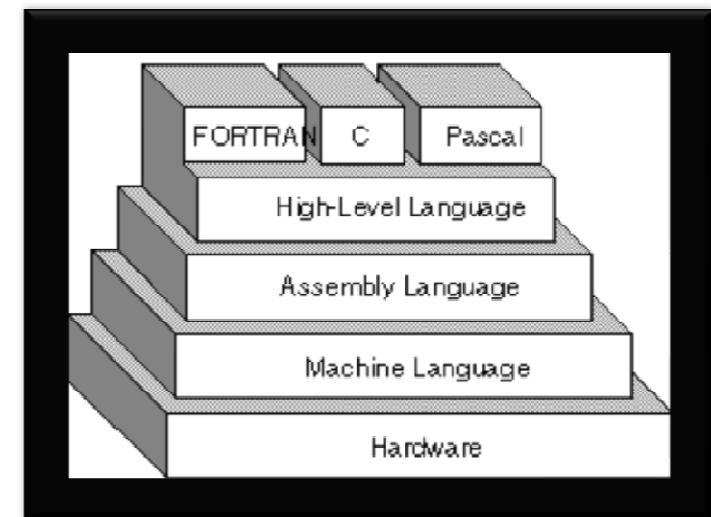 FORTRAN C Pascal
High-Level Language
Assembly Language
Machine Language
Hardware